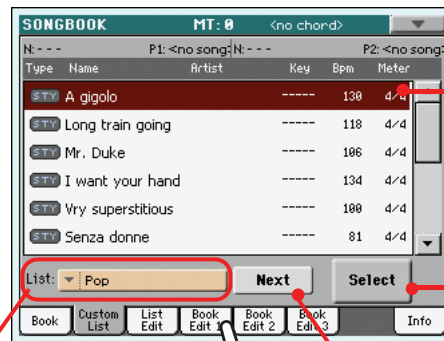 SONGBOOK MT: 0 <no chord>
N: - - - P1: <no song: N: - - - P2: <no song:
Type Name Artist Key Bpm Meter
STY A gigolo ----- 130 4/4
STY Long train going ----- 118 4/4
STY Mr. Duke ----- 106 4/4
STY I want your hand ----- 134 4/4
STY Vry superstitious ----- 100 4/4
STY Senza donne ----- 81 4/4
List: Pop Next Select
Book Custom List List Edit Book Edit 1 Book Edit 2 Book Edit 3 Info